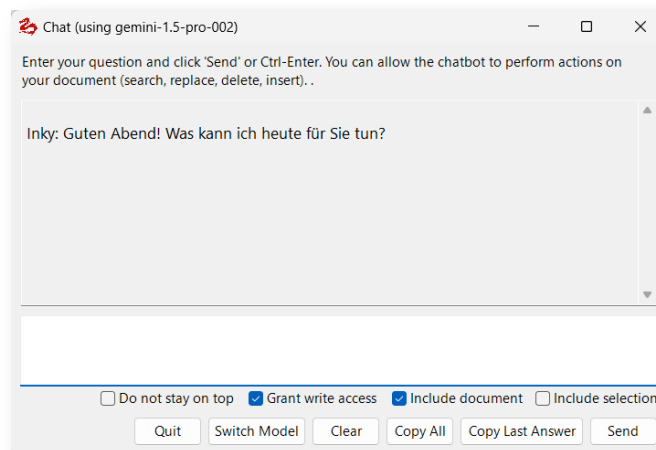 Chat (using gemini-1.5-pro-002)
Enter your question and click 'Send' or Ctrl-Enter. You can allow the chatbot to perform actions on
your document (search, replace, delete, insert). .
Inky: Guten Abend! Was kann ich heute für Sie tun?
Do not stay on top Grant write access Include document Include selection
Quit Switch Model Clear Copy All Copy Last Answer Send